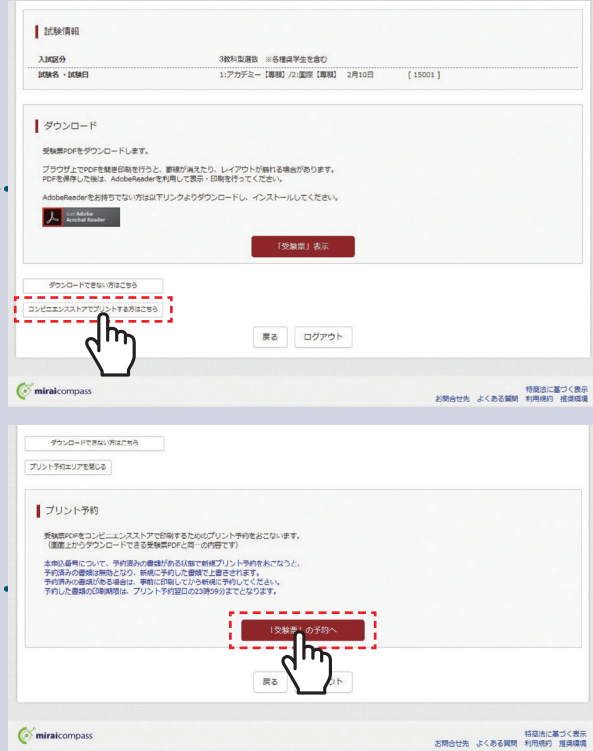 試験情報
入試区分 3教科型選抜 ※各種奨学生を含む
試験名・試験日 1:アカデミー【専願】/2:国際【専願】 2月10日 [ 15001 ]
ダウンロード
受験票PDFをダウンロードします。
ブラウザ上でPDFを開き印刷を行うと、罫線が消えたり、レイアウトが崩れる場合があります。
PDFを保存した後は、AdobeReaderを利用して表示・印刷を行ってください。
AdobeReaderをお持ちでない方は以下リンクよりダウンロードし、インストールしてください。
Get Adobe
Acrobat Reader
「受験票」表示
ダウンロードできない方はこちら
コンビニエンスストアでプリントする方はこちら
戻る ログアウト
miraicompass
特商法に基づく表示
お問合せ先 よくある質問 利用規約 推奨環境
ダウンロードできない方はこちら
プリント予約エリアを閉じる
プリント予約
受験票PDFをコンビニエンスストアで印刷するためのプリント予約をおこないます。
（画面上からダウンロードできる受験票PDFと同一の内容です）
本申込番号について、予約済みの書類がある状態で新規プリント予約をおこなうと、
予約済みの書類は無効となり、新規に予約した書類で上書きされます。
予約済みの書類がある場合は、事前に印刷してから新規に予約してください。
予約した書類の印刷期限は、プリント予約翌日の23時59分までとなります。
「受験票」の予約へ
戻る
miraicompass
特商法に基づく表示
お問合せ先 よくある質問 利用規約 推奨環境